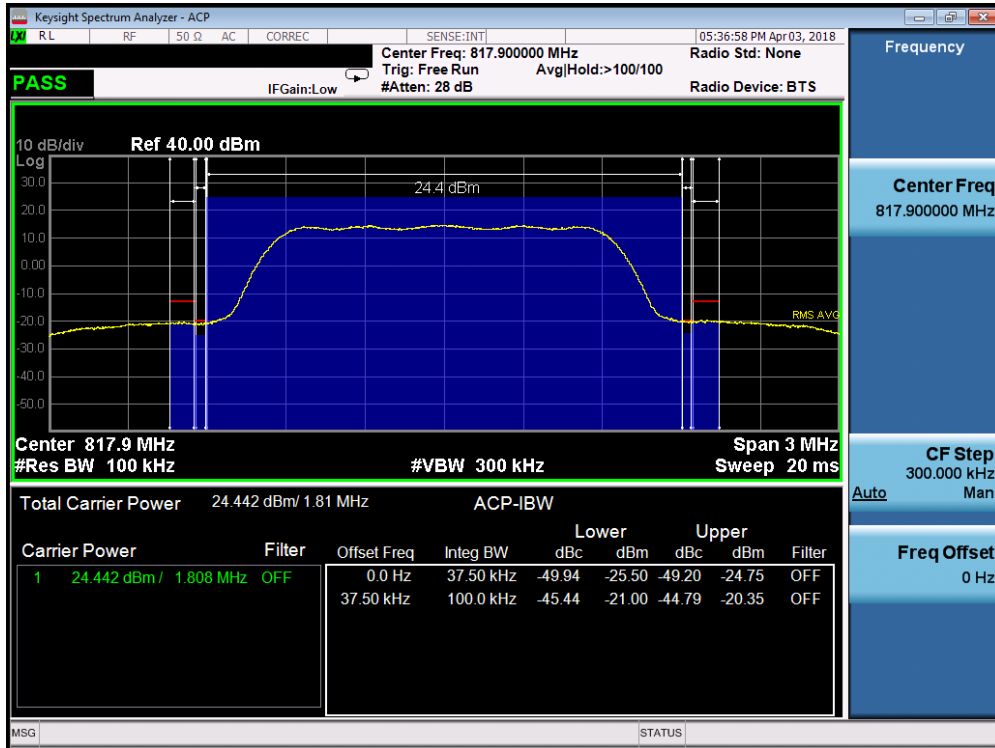 Keysight Spectrum Analyzer - ACP
LXI RL RF 50 Ω AC CORREC SENSE:INT 05:36:58 PM Apr 03, 2018
Center Freq: 817.900000 MHz Radio Std: None
Trig: Free Run Avg|Hold:>100/100
PASS IFGain:Low #Atten: 28 dB Radio Device: BTS
10 dB/div Ref 40.00 dBm
Log
30.0
24.4 dBm
20.0
10.0
0.00
-10.0
-20.0
RMS AVG
-30.0
-40.0
-50.0
Center 817.9 MHz Span 3 MHz
#Res BW 100 kHz #VBW 300 kHz Sweep 20 ms
Total Carrier Power 24.442 dBm/ 1.81 MHz ACP-IBW
Lower Upper
Carrier Power Filter Offset Freq Integ BW dBc dBm dBc dBm Filter
1 24.442 dBm / 1.808 MHz OFF 0.0 Hz 37.50 kHz -49.94 -25.50 -49.20 -24.75 OFF
37.50 kHz 100.0 kHz -45.44 -21.00 -44.79 -20.35 OFF
MSG STATUS
Frequency
Center Freq
817.900000 MHz
CF Step
300.000 kHz
Auto Man
Freq Offset
0 Hz